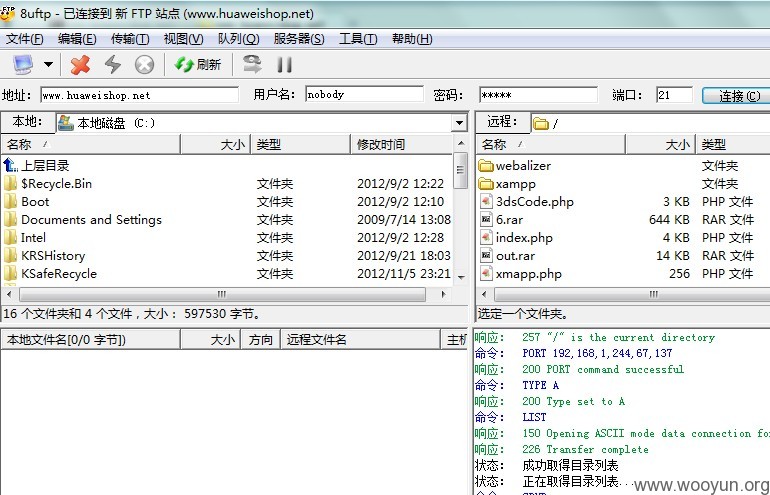 8uftp - 已连接到 新 FTP 站点 (www.huaweishop.net)
文件(F) 编辑(E) 传输(T) 视图(V) 队列(Q) 服务器(S) 工具(T) 帮助(H)
刷新
地址: www.huaweishop.net 用户名: nobody 密码: ***** 端口: 21 连接(C)
本地: 本地磁盘 (C:)
名称 / 大小 类型 修改时间
上层目录
$Recycle.Bin 文件夹 2012/9/2 12:22
Boot 文件夹 2012/9/2 12:10
Documents and Settings 文件夹 2009/7/14 13:08
Intel 文件夹 2012/9/2 12:28
KRSHistory 文件夹 2012/9/21 18:03
KSafeRecycle 文件夹 2012/11/5 23:21
16 个文件夹和 4 个文件，大小： 597530 字节。
远程: /
名称 / 大小 类型
webalizer 文件夹
xampp 文件夹
3dsCode.php 3 KB PHP 文件
6.rar 644 KB RAR 文件
index.php 4 KB PHP 文件
out.rar 14 KB RAR 文件
xmapp.php 256 PHP 文件
选定一个文件夹。
本地文件名[0/0 字节]) 大小 方向 远程文件名 主机
响应: 257 "/" is the current directory
命令: PORT 192,168,1,244,67,137
响应: 200 PORT command successful
命令: TYPE A
响应: 200 Type set to A
命令: LIST
响应: 150 Opening ASCII mode data connection for
响应: 226 Transfer complete
状态: 成功取得目录列表
状态: 正在取得目录列表...
www.wooyun.org